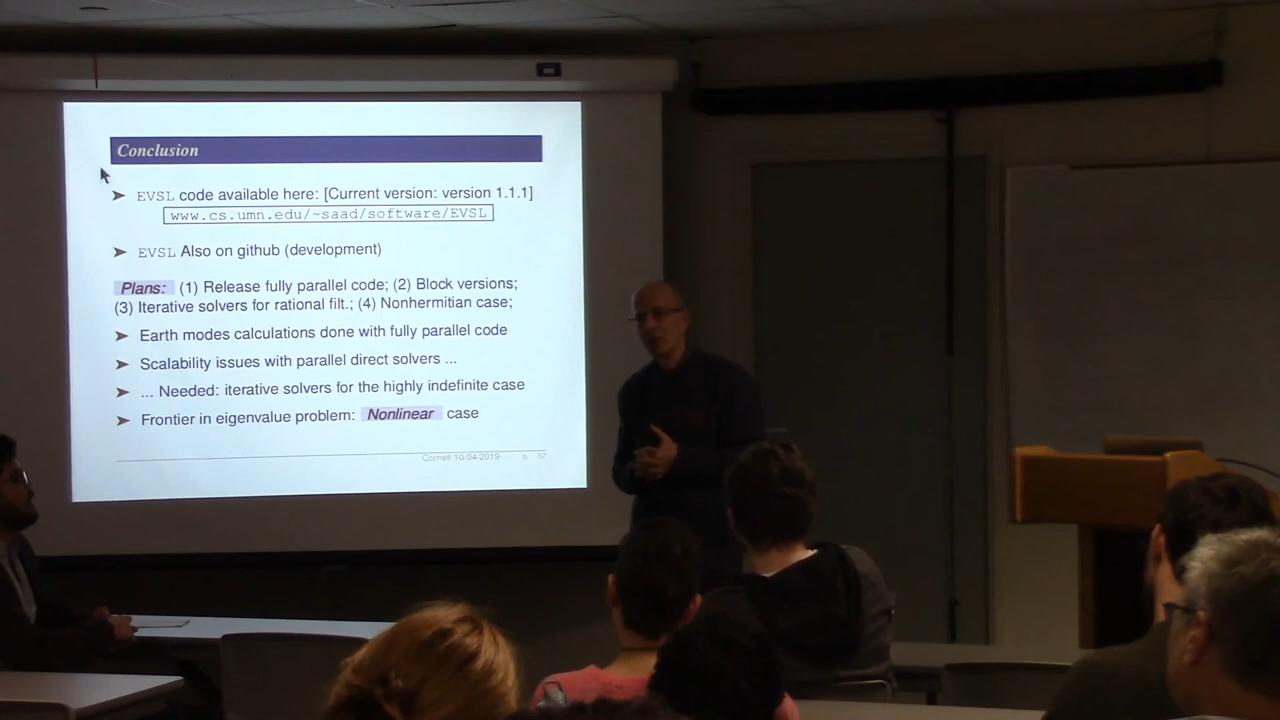 Conclusion
➤ EVSL code available here: [Current version: version 1.1.1]
www.cs.umn.edu/~saad/software/EVSL
➤ EVSL Also on github (development)
Plans: (1) Release fully parallel code; (2) Block versions;
(3) Iterative solvers for rational filt.; (4) Nonhermitian case;
➤ Earth modes calculations done with fully parallel code
➤ Scalability issues with parallel direct solvers ...
➤ ... Needed: iterative solvers for the highly indefinite case
➤ Frontier in eigenvalue problem: Nonlinear case
Cornell 10-04/2019 p. 57